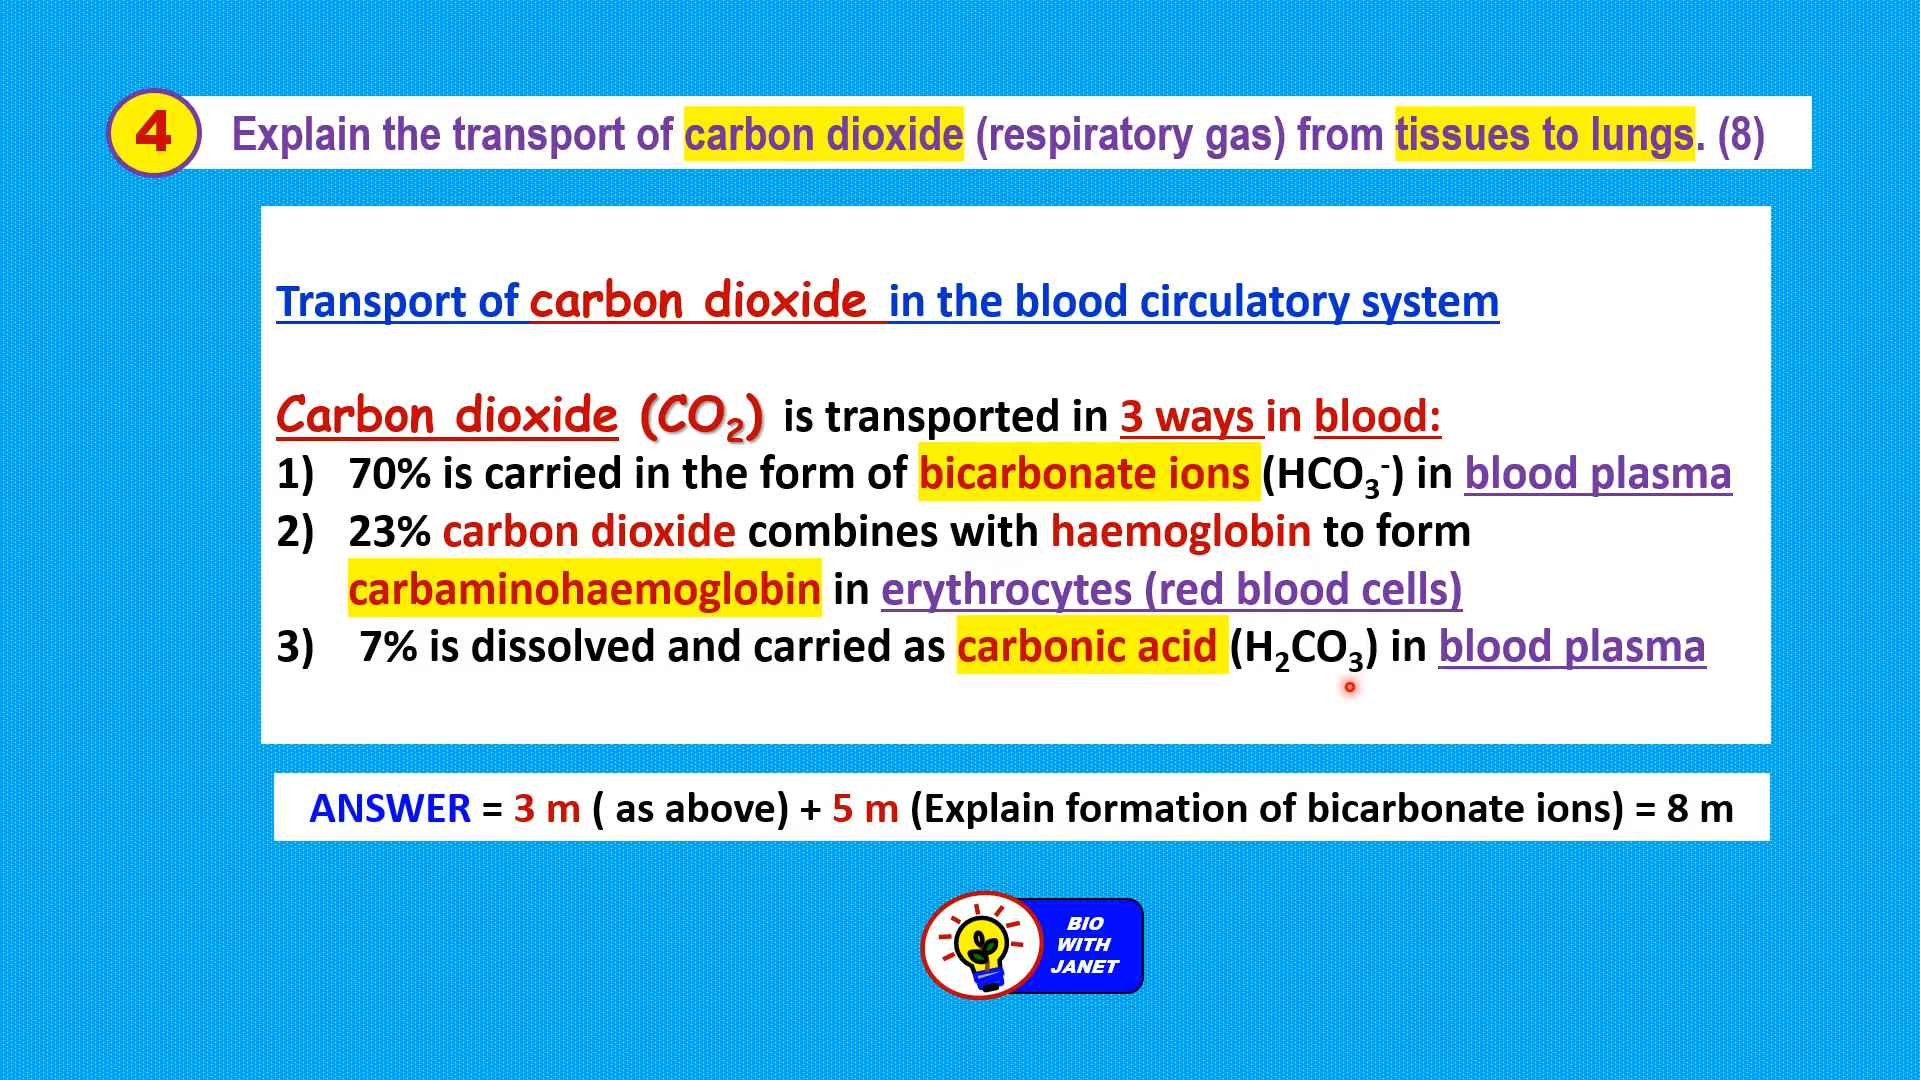 4 Explain the transport of carbon dioxide (respiratory gas) from tissues to lungs. (8)
Transport of carbon dioxide in the blood circulatory system
Carbon dioxide (CO₂) is transported in 3 ways in blood:
1) 70% is carried in the form of bicarbonate ions (HCO₃⁻) in blood plasma
2) 23% carbon dioxide combines with haemoglobin to form
carbaminohaemoglobin in erythrocytes (red blood cells)
3) 7% is dissolved and carried as carbonic acid (H₂CO₃) in blood plasma
ANSWER = 3 m ( as above) + 5 m (Explain formation of bicarbonate ions) = 8 m
BIO
WITH
JANET